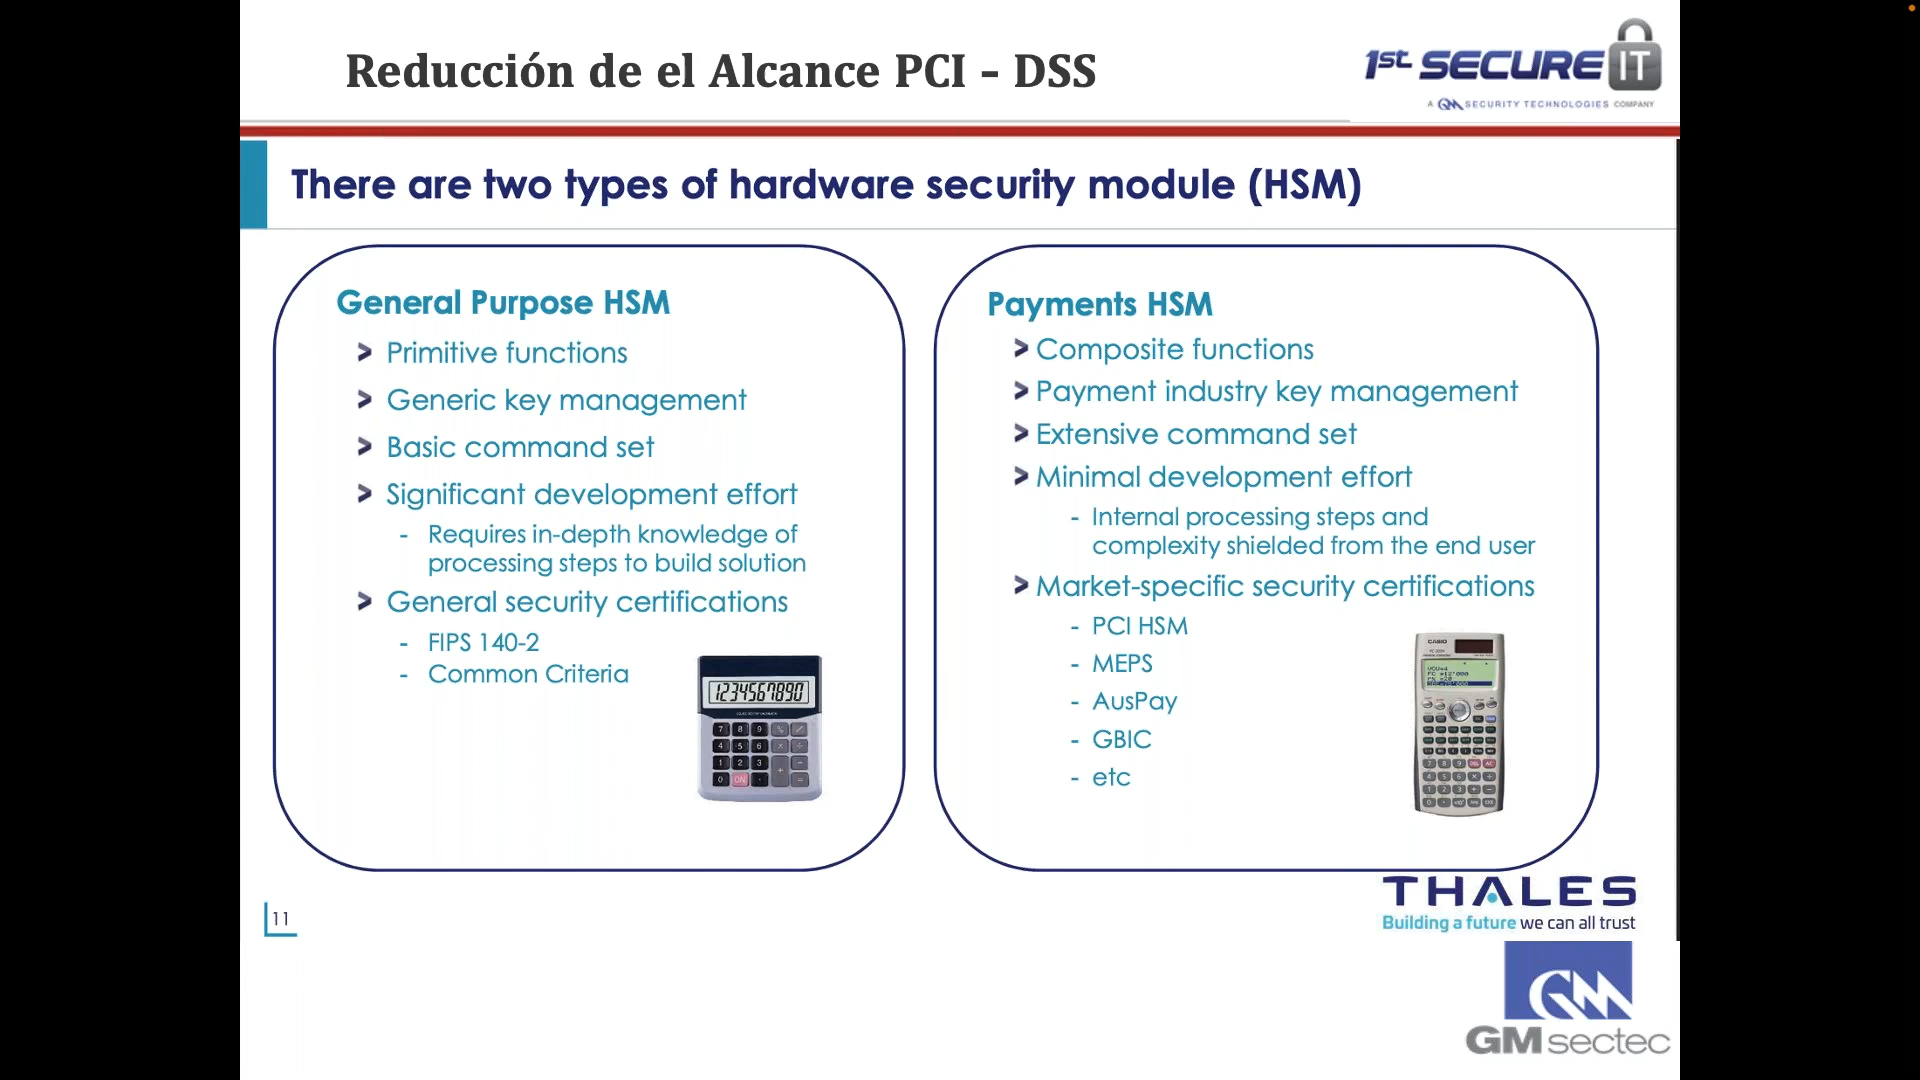 Reducción de el Alcance PCI – DSS
1st SECURE IT
A GM SECURITY TECHNOLOGIES COMPANY
There are two types of hardware security module (HSM)
General Purpose HSM
> Primitive functions
> Generic key management
> Basic command set
> Significant development effort
- Requires in-depth knowledge of
processing steps to build solution
> General security certifications
- FIPS 140-2
- Common Criteria
1234567890
Payments HSM
> Composite functions
> Payment industry key management
> Extensive command set
> Minimal development effort
- Internal processing steps and
complexity shielded from the end user
> Market-specific security certifications
- PCI HSM
- MEPS
- AusPay
- GBIC
- etc
CASIO
11
THALES
Building a future we can all trust
GM
GM sectec